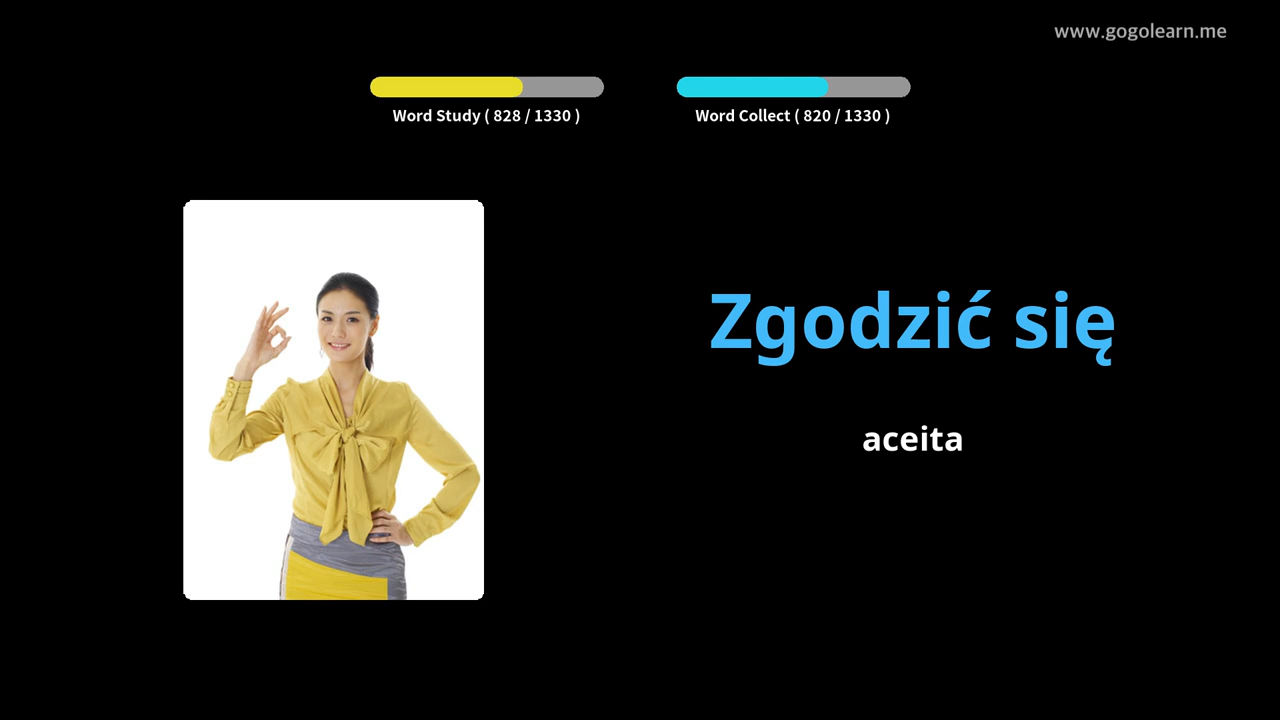 www.gogolearn.me
Word Study ( 828 / 1330 )
Word Collect ( 820 / 1330 )
Zgodzić się
aceita